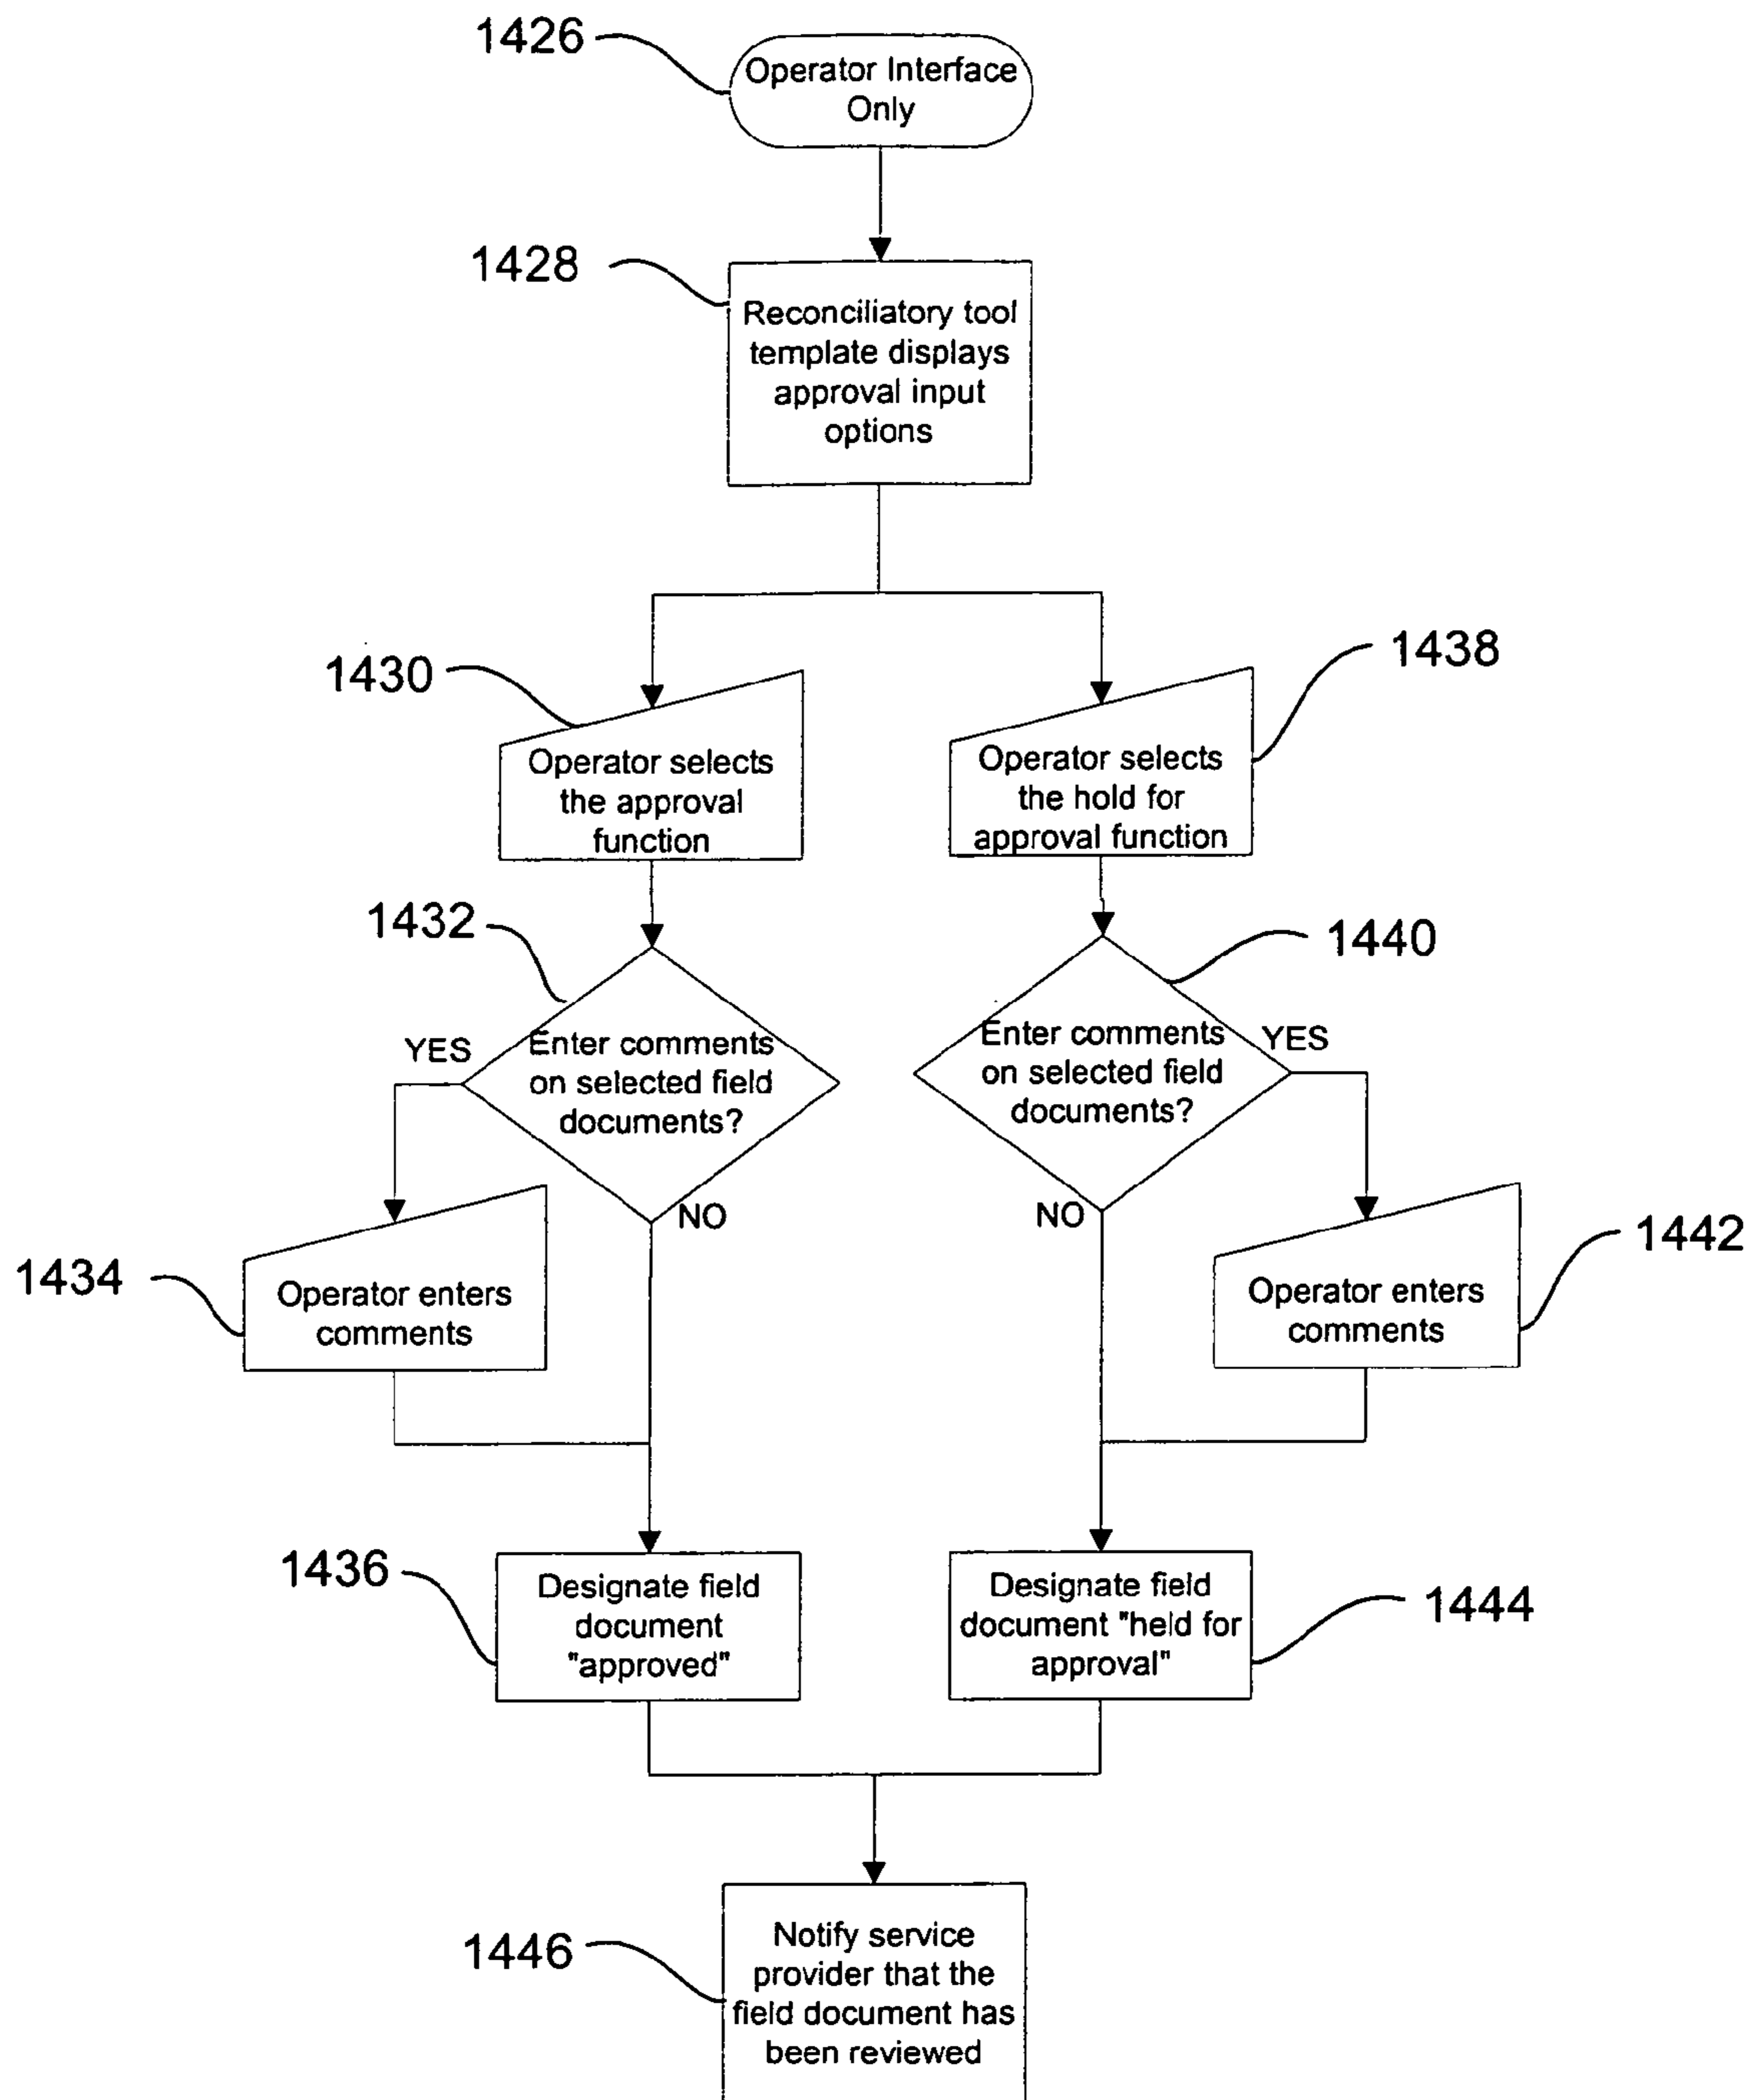 1426
Operator Interface
Only
1428
Reconciliatory tool
template displays
approval input
options
1430
Operator selects
the approval
function
1438
Operator selects
the hold for
approval function
1432
Enter comments
on selected field
documents?
YES
NO
1440
Enter comments
on selected field
documents?
YES
NO
1434
Operator enters
comments
1442
Operator enters
comments
1436
Designate field
document
"approved"
1444
Designate field
document "held for
approval"
1446
Notify service
provider that the
field document has
been reviewed